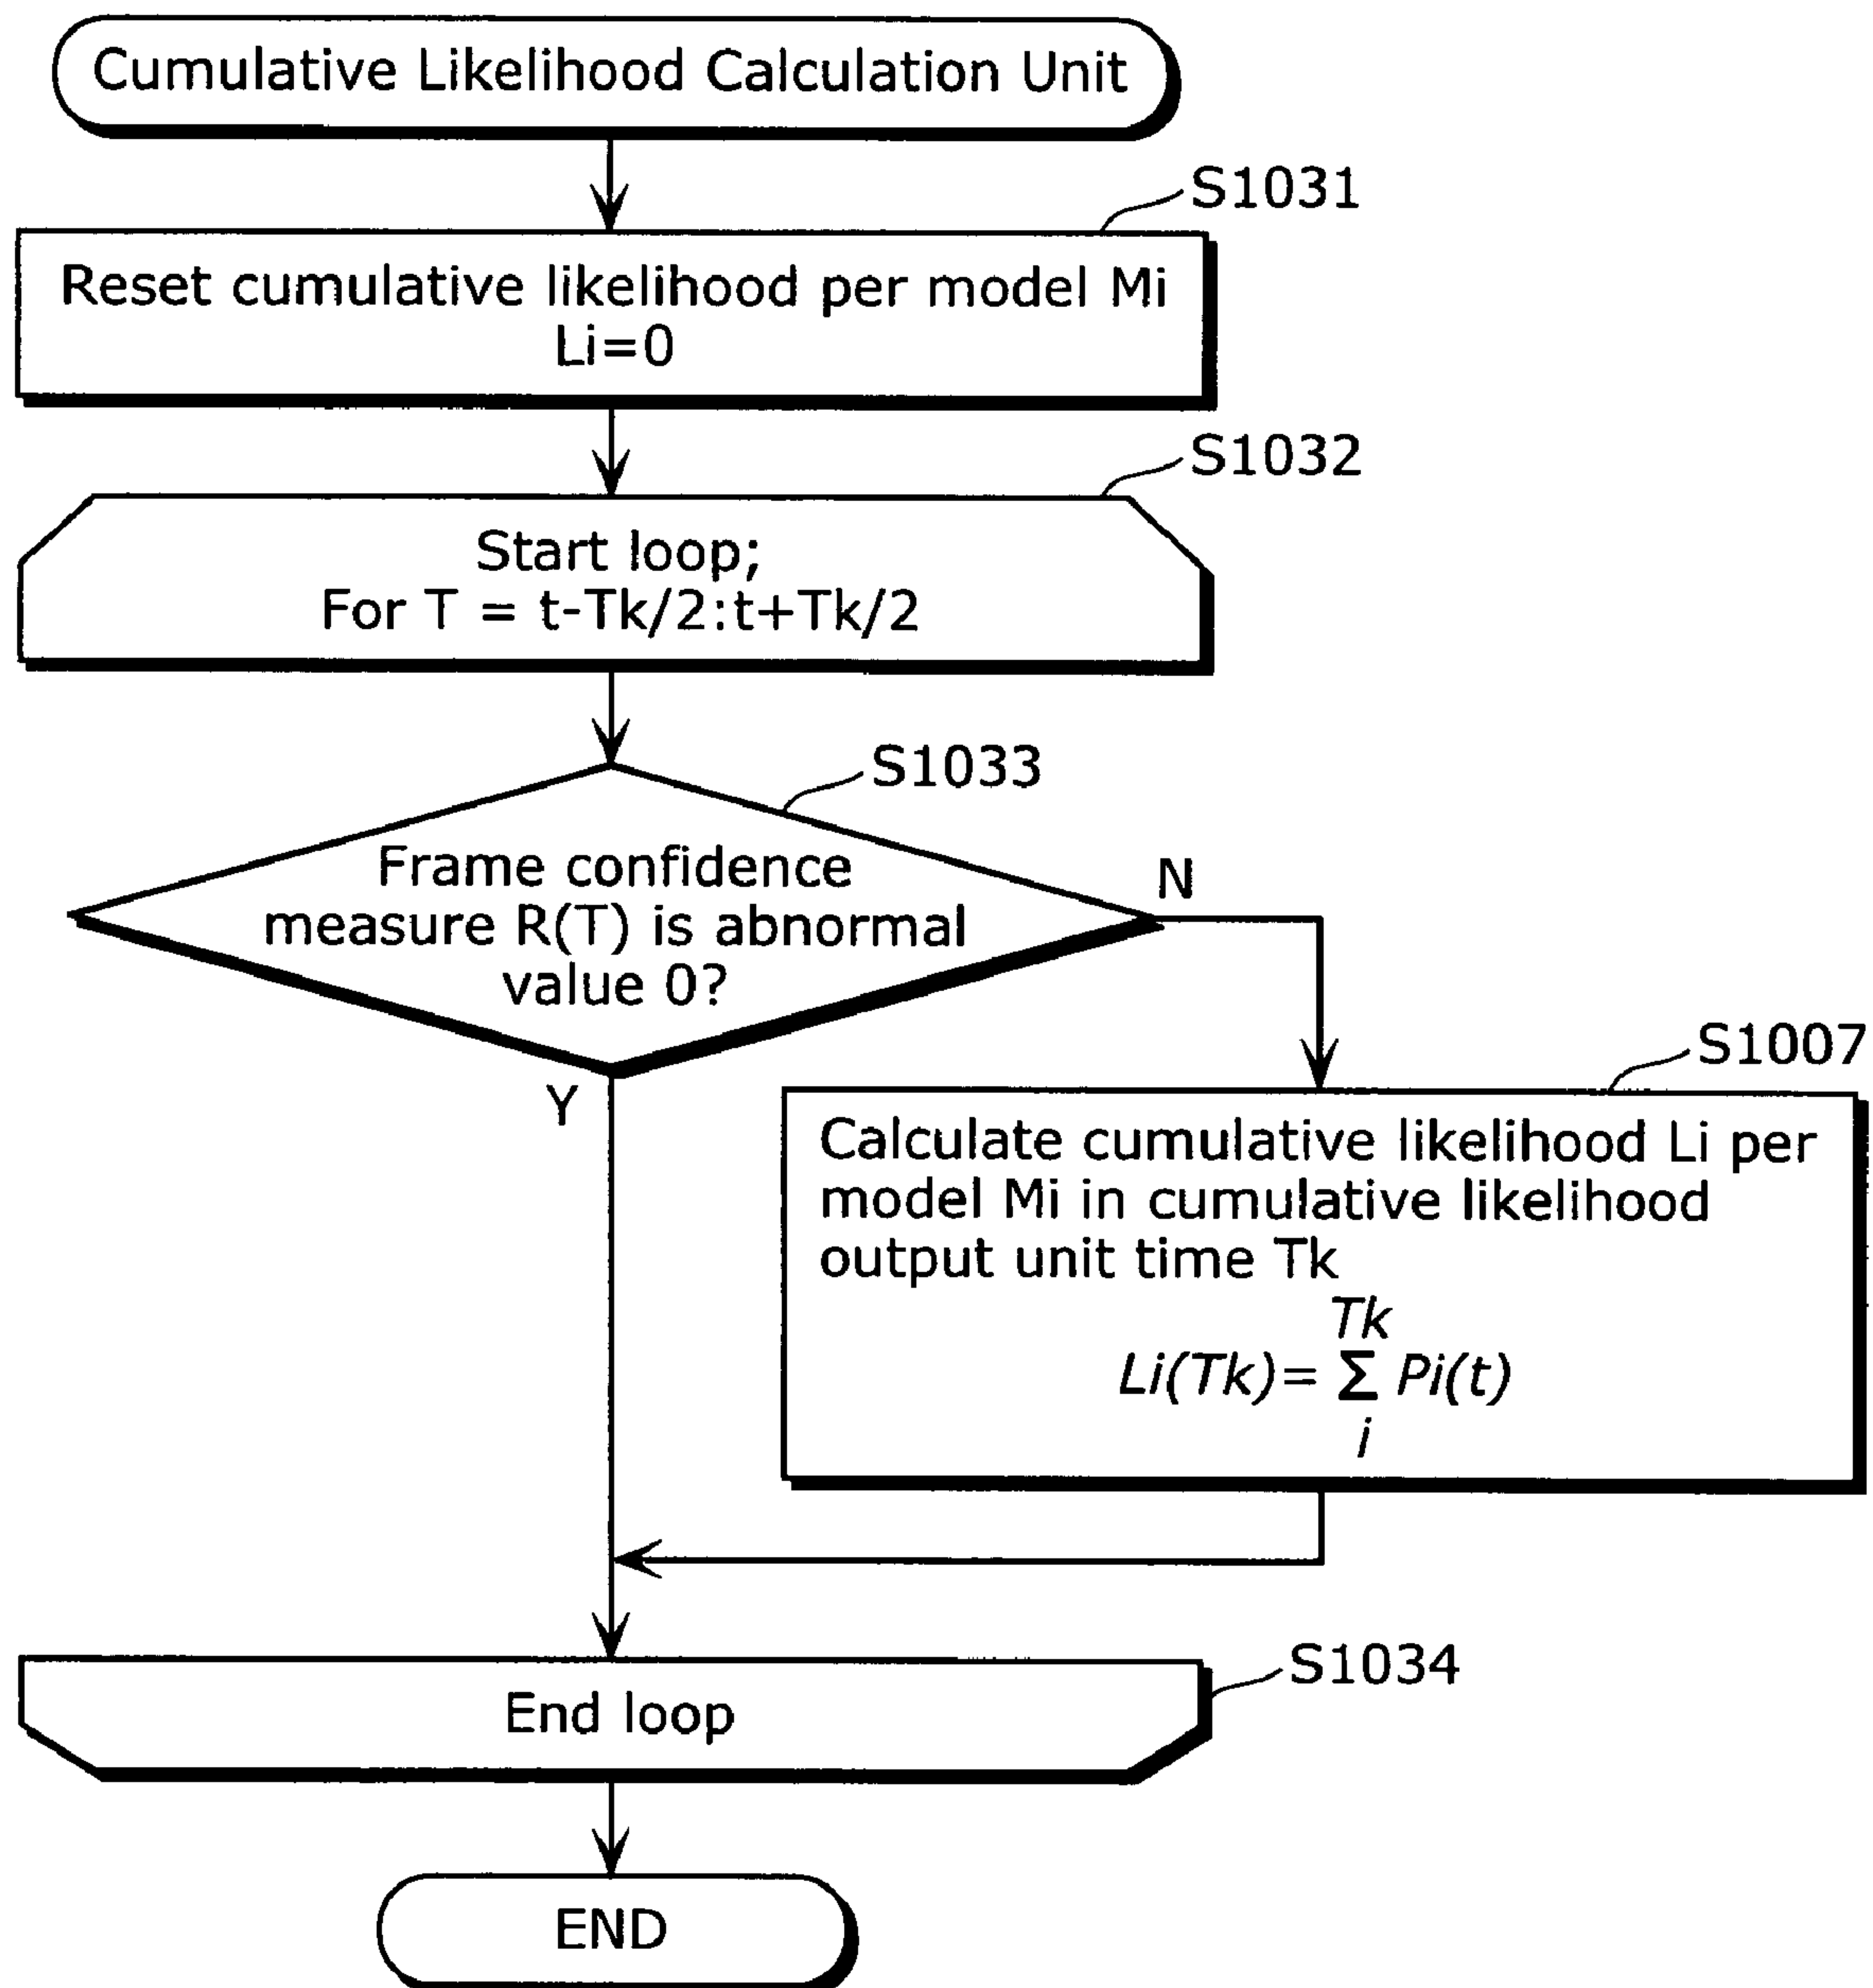 Cumulative Likelihood Calculation Unit
S1031
Reset cumulative likelihood per model Mi
Li=0
S1032
Start loop;
For T = t-Tk/2:t+Tk/2
S1033
Frame confidence
measure R(T) is abnormal
value 0?
N
Y
S1007
Calculate cumulative likelihood Li per
model Mi in cumulative likelihood
output unit time Tk
Tk
Li(Tk)= Σ Pi(t)
i
S1034
End loop
END